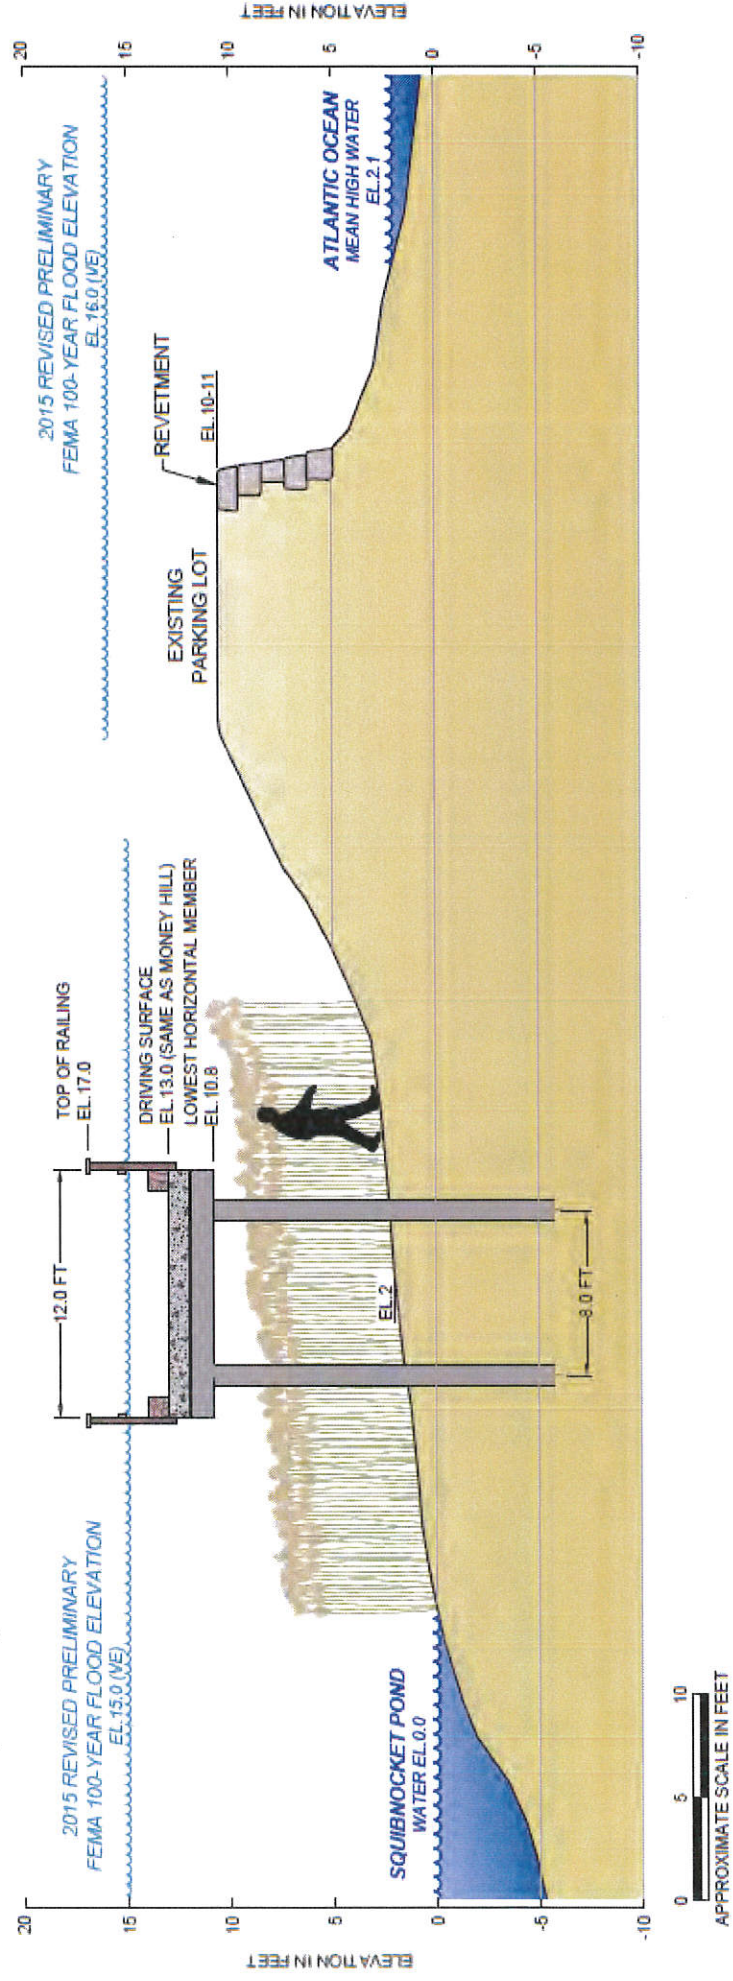 20
15
10
5
0
-5
-10
ELEVATION IN FEET
2015 REVISED PRELIMINARY
FEMA 100-YEAR FLOOD ELEVATION
EL.15.0 (VE)
SQUIBNOCKET POND
WATER EL.0.0
12.0 FT
TOP OF RAILING
EL.17.0
DRIVING SURFACE
EL.13.0 (SAME AS MONEY HILL)
LOWEST HORIZONTAL MEMBER
EL.10.8
EL.2
8.0 FT
EXISTING
PARKING LOT
REVETMENT
EL.10-11
2015 REVISED PRELIMINARY
FEMA 100-YEAR FLOOD ELEVATION
EL.16.0 (VE)
ATLANTIC OCEAN
MEAN HIGH WATER
EL.2.1
20
15
10
5
0
-5
-10
ELEVATION IN FEET
0 5 10
APPROXIMATE SCALE IN FEET